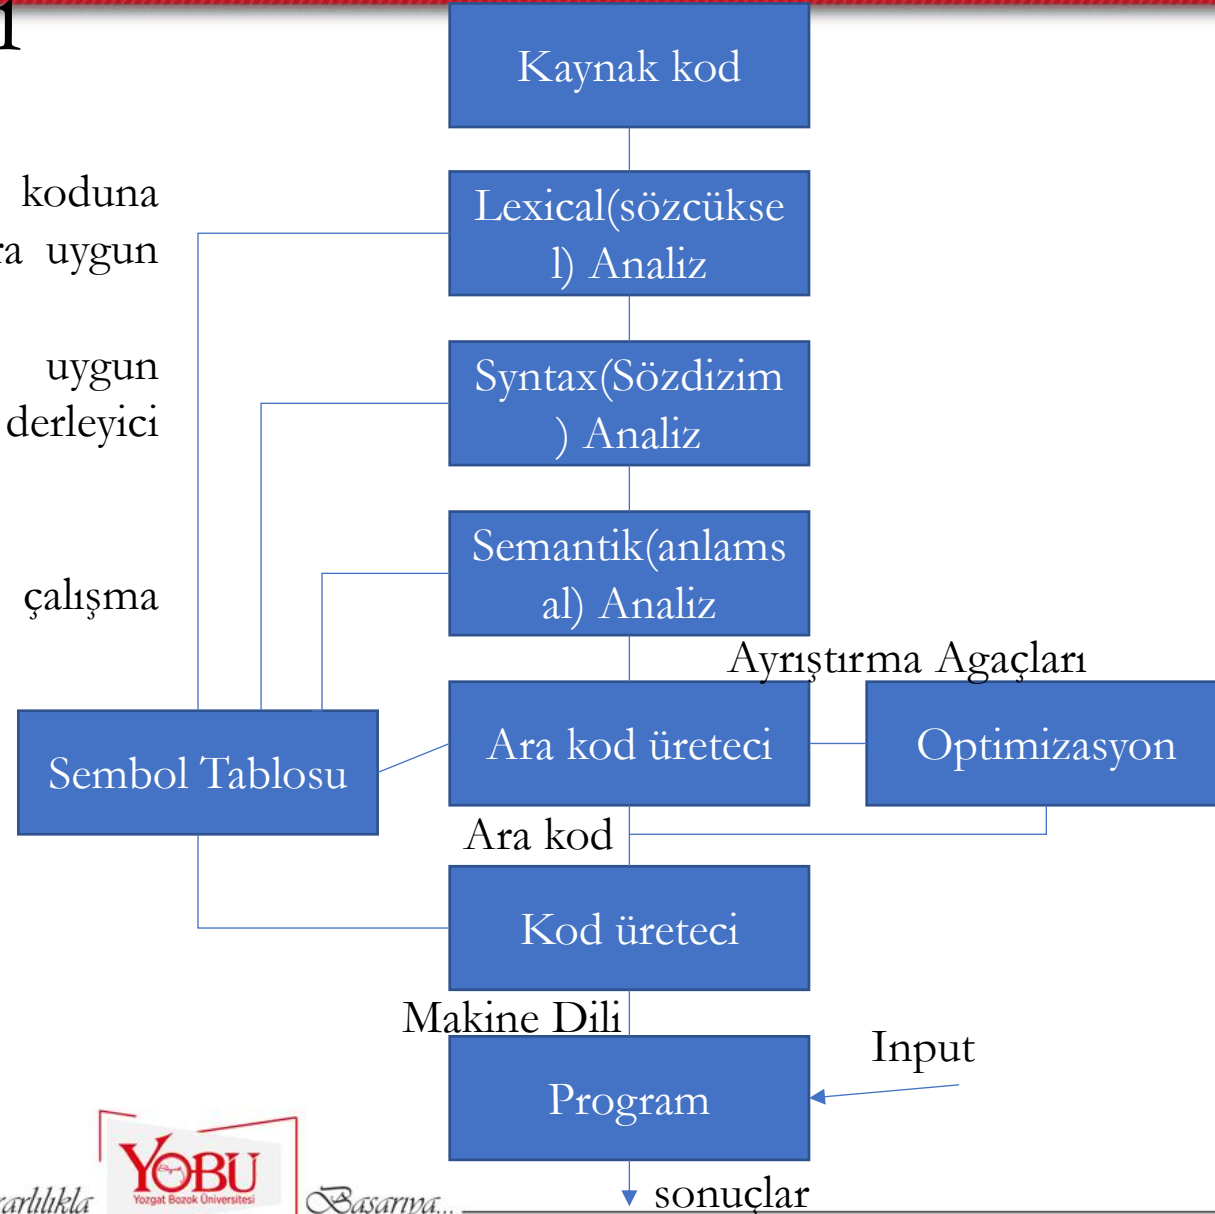 Kaynak kod
koduna
uygun
Lexical(sözcükse
l) Analiz
uygun
derleyici
Syntax(Sözdizim
) Analiz
çalışma
Semantik(anlams
al) Analiz
Ayrıştırma Agaçları
Sembol Tablosu
Ara kod üreteci
Optimizasyon
Ara kod
Kod üreteci
Makine Dili
Input
Program
YOBU
Yozgat Bozok Üniversitesi
Başarıya...
sonuçlar